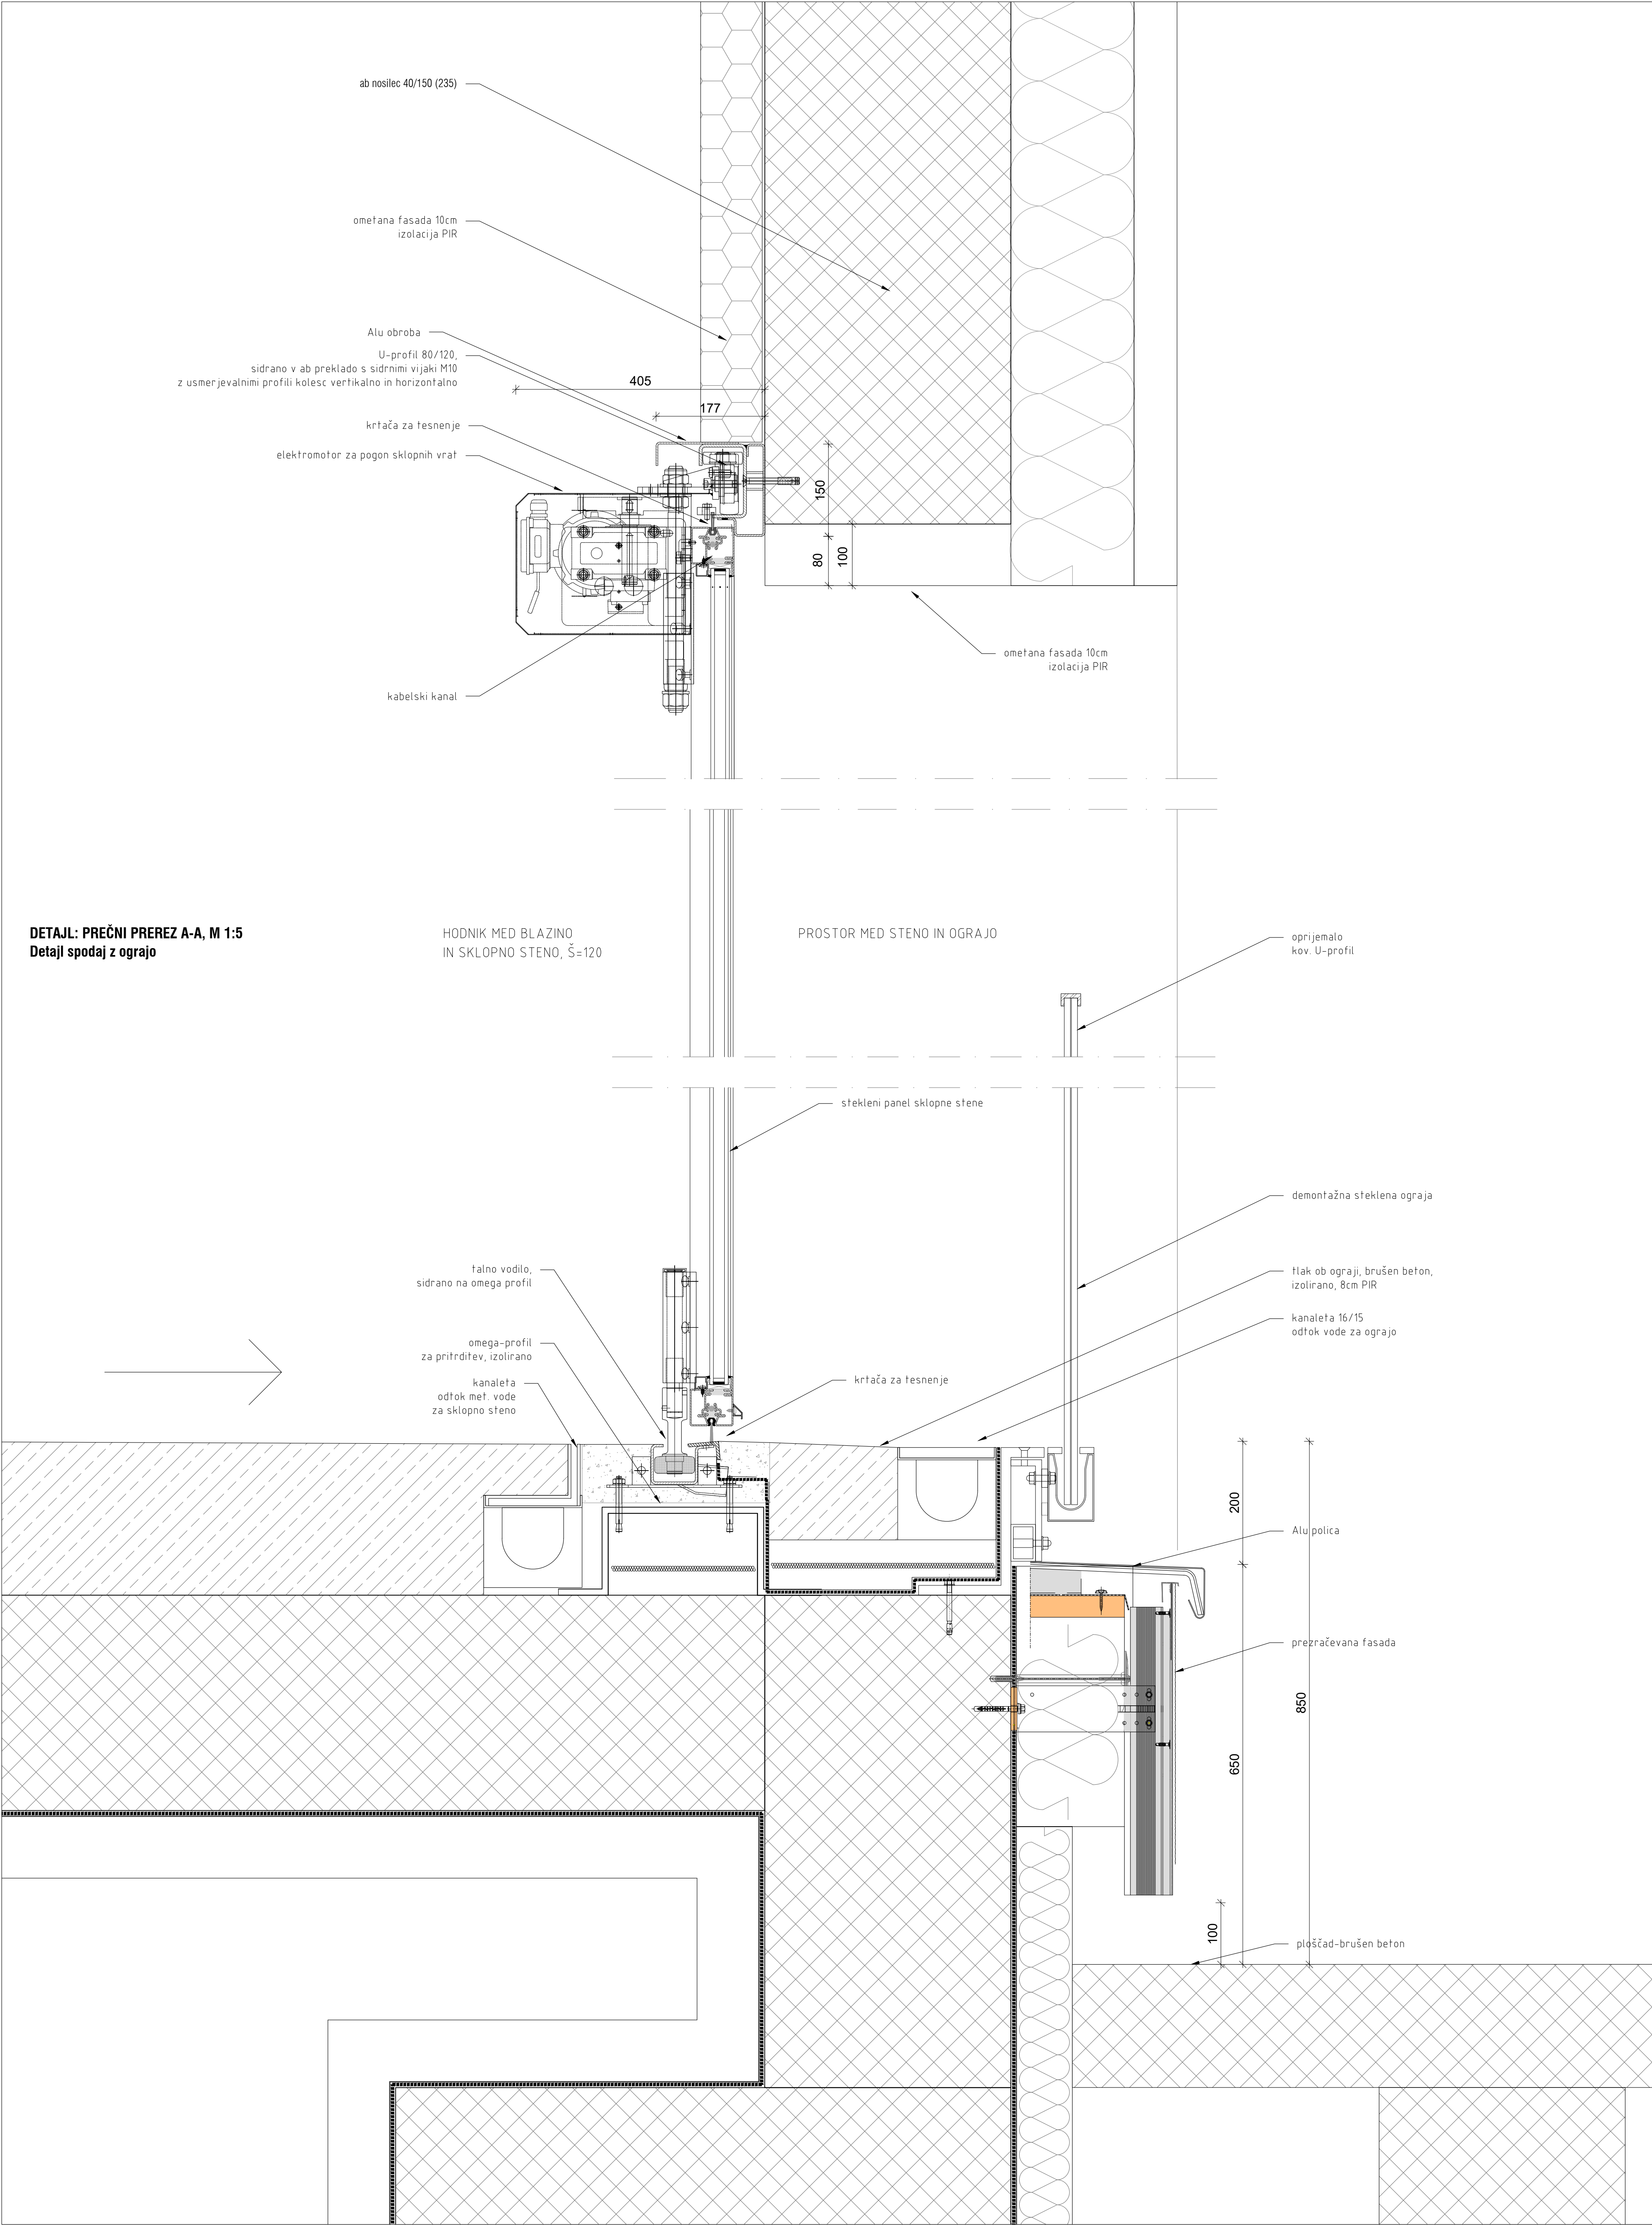 ab nosilec 40/150 (235)
ometana fasada 10cm
izolacija PIR
Alu obroba
U-profil 80/120,
sidrano v ab preklado s sidrnimi vijaki M10
z usmerjevalnimi profili kolesc vertikalno in horizontalno
405
177
krtača za tesnenje
elektromotor za pogon sklopnih vrat
150
80
100
ometana fasada 10cm
izolacija PIR
kabelski kanal
DETAJL: PREČNI PREREZ A-A, M 1:5
Detajl spodaj z ograjo
HODNIK MED BLAZINO
IN SKLOPNO STENO, Š=120
PROSTOR MED STENO IN OGRAJO
oprijemalo
kov. U-profil
stekleni panel sklopne stene
demontažna steklena ograja
talno vodilo,
sidrano na omega profil
tlak ob ograji, brušen beton,
izolirano, 8cm PIR
kanaleta 16/15
odtok vode za ograjo
omega-profil
za pritrditev, izolirano
kanaleta
odtok met. vode
za sklopno steno
krtača za tesnenje
200
Alu polica
prezračevana fasada
850
650
100
ploščad-brušen beton